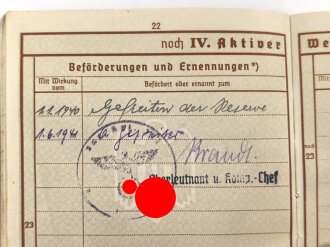 22
noch IV. Aktiver
We
Beförderungen und Ernennungen*)
Mit Wirkung vom
Befördert oder ernannt zum
1.1.1940 Gefreiten der Reserve
1.6.1941
Brandt.
Oberleutnant u. Komp.-Chef
23
23